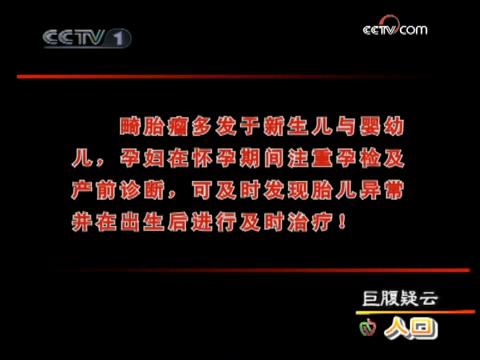 CCTV 1
CCTV.com
畸胎瘤多发于新生儿与婴幼
儿，孕妇在怀孕期间注重孕检及
产前诊断，可及时发现胎儿异常
并在出生后进行及时治疗！
巨腹疑云
人口